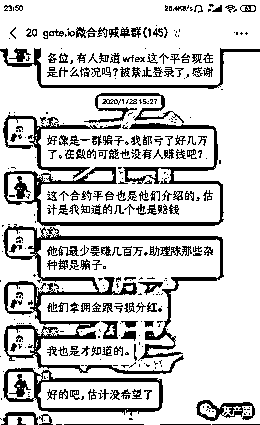 23:50
20 gate.io微合约喊单群(145)
各位,有人知道wfex这个平台现在
是什么情况吗?被禁止登录了,感谢
2020/1/28 15:27
好像是一群骗子。我都亏了好几万
了。在做的可能也没有人赚钱吧?
这个合约平台也是他们介绍的,估
计是我知道的几个也是赔钱
他们最少要赚几百万。助理陈那些杂
种都是骗子。
他们拿佣金跟亏损分红。
我也是才知道的。
好的吧,估计没希望了
灰产圈